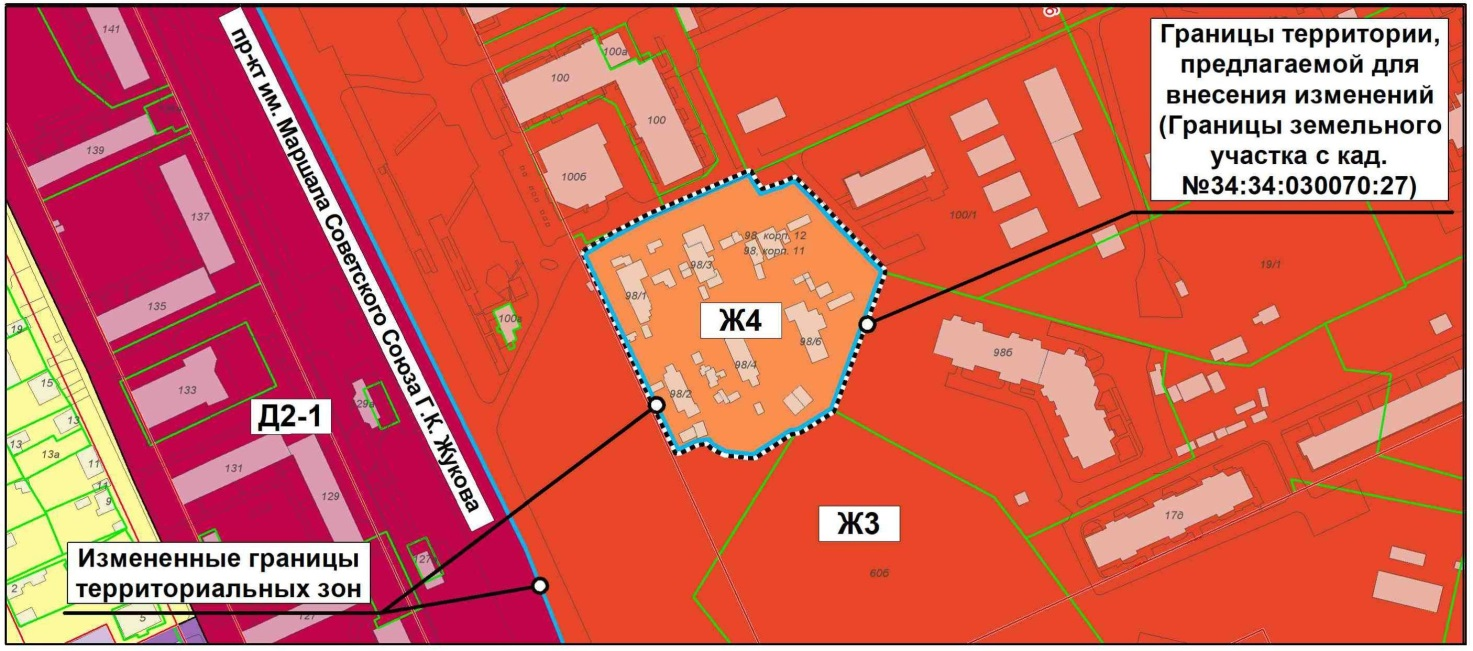 141
139
137
135
133
131
129
129а
127
127
19
15
13
13
13а
11
11
9
2
5
Д2-1
пр-кт им. Маршала Советского Союза Г.К. Жукова
100
100а
100
100б
100а
98, корп. 12
98, корп. 11
98/3
98/1
98/2
98/4
98/6
Ж4
Ж3
100/1
19/1
98б
17д
60б
Границы территории,
предлагаемой для
внесения изменений
(Границы земельного
участка с кад.
№34:34:030070:27)
Измененные границы
территориальных зон